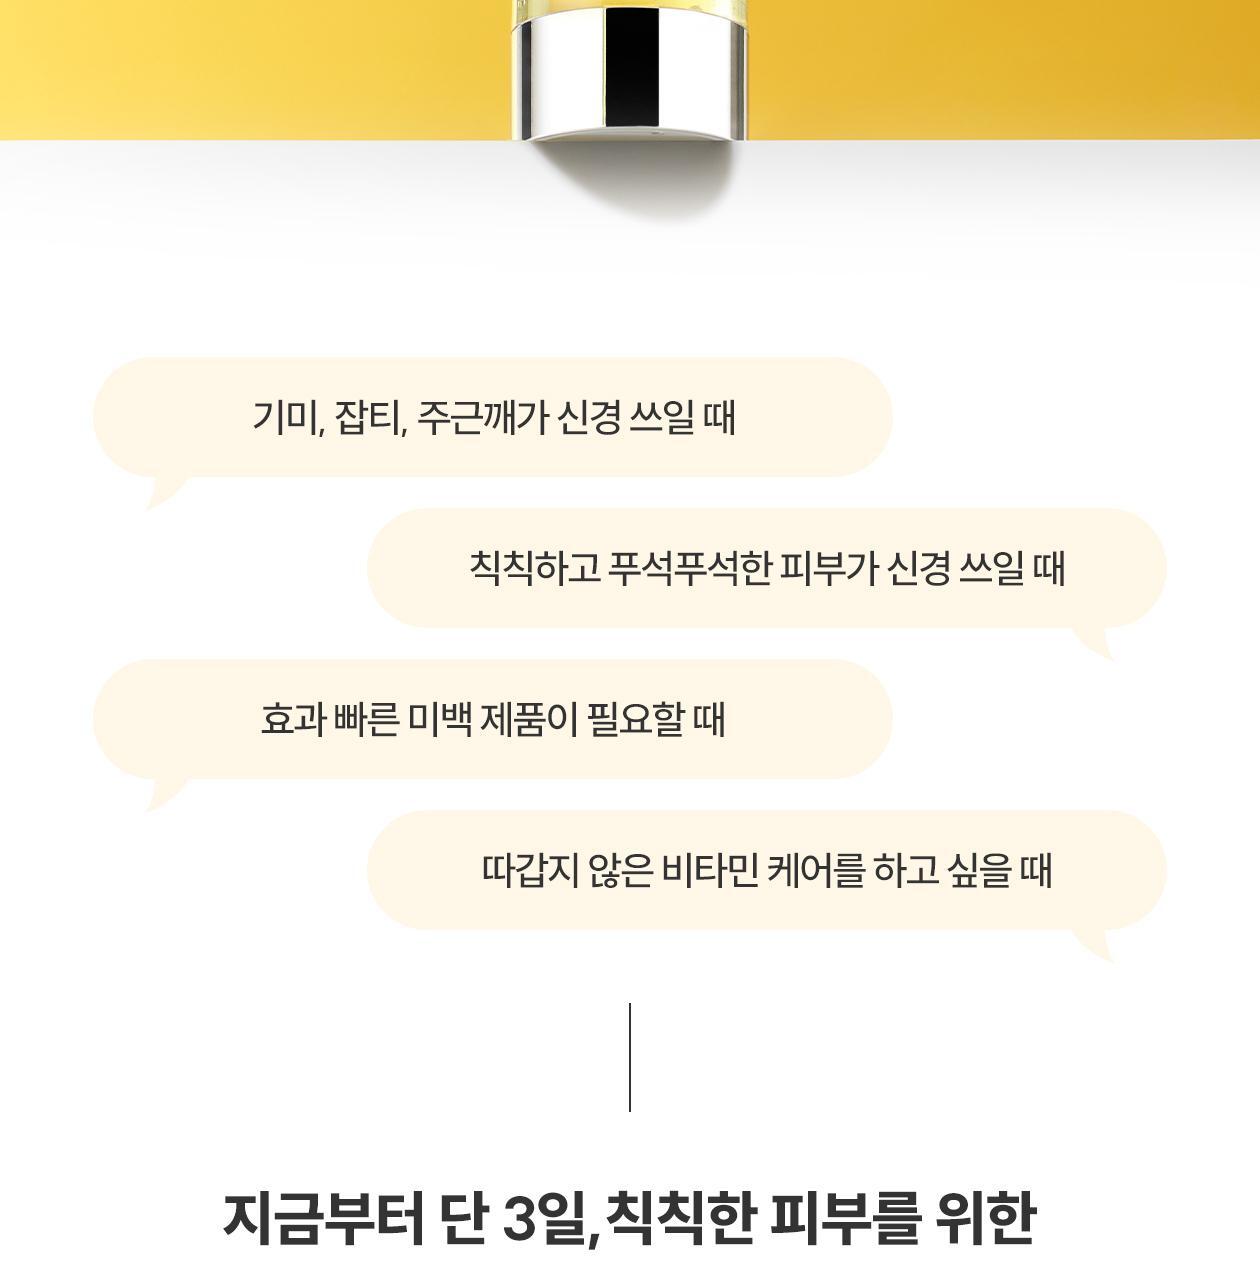 기미, 잡티, 주근깨가 신경 쓰일 때
칙칙하고 푸석푸석한 피부가 신경 쓰일 때
효과 빠른 미백 제품이 필요할 때
따갑지 않은 비타민 케어를 하고 싶을 때
지금부터 단 3일, 칙칙한 피부를 위한